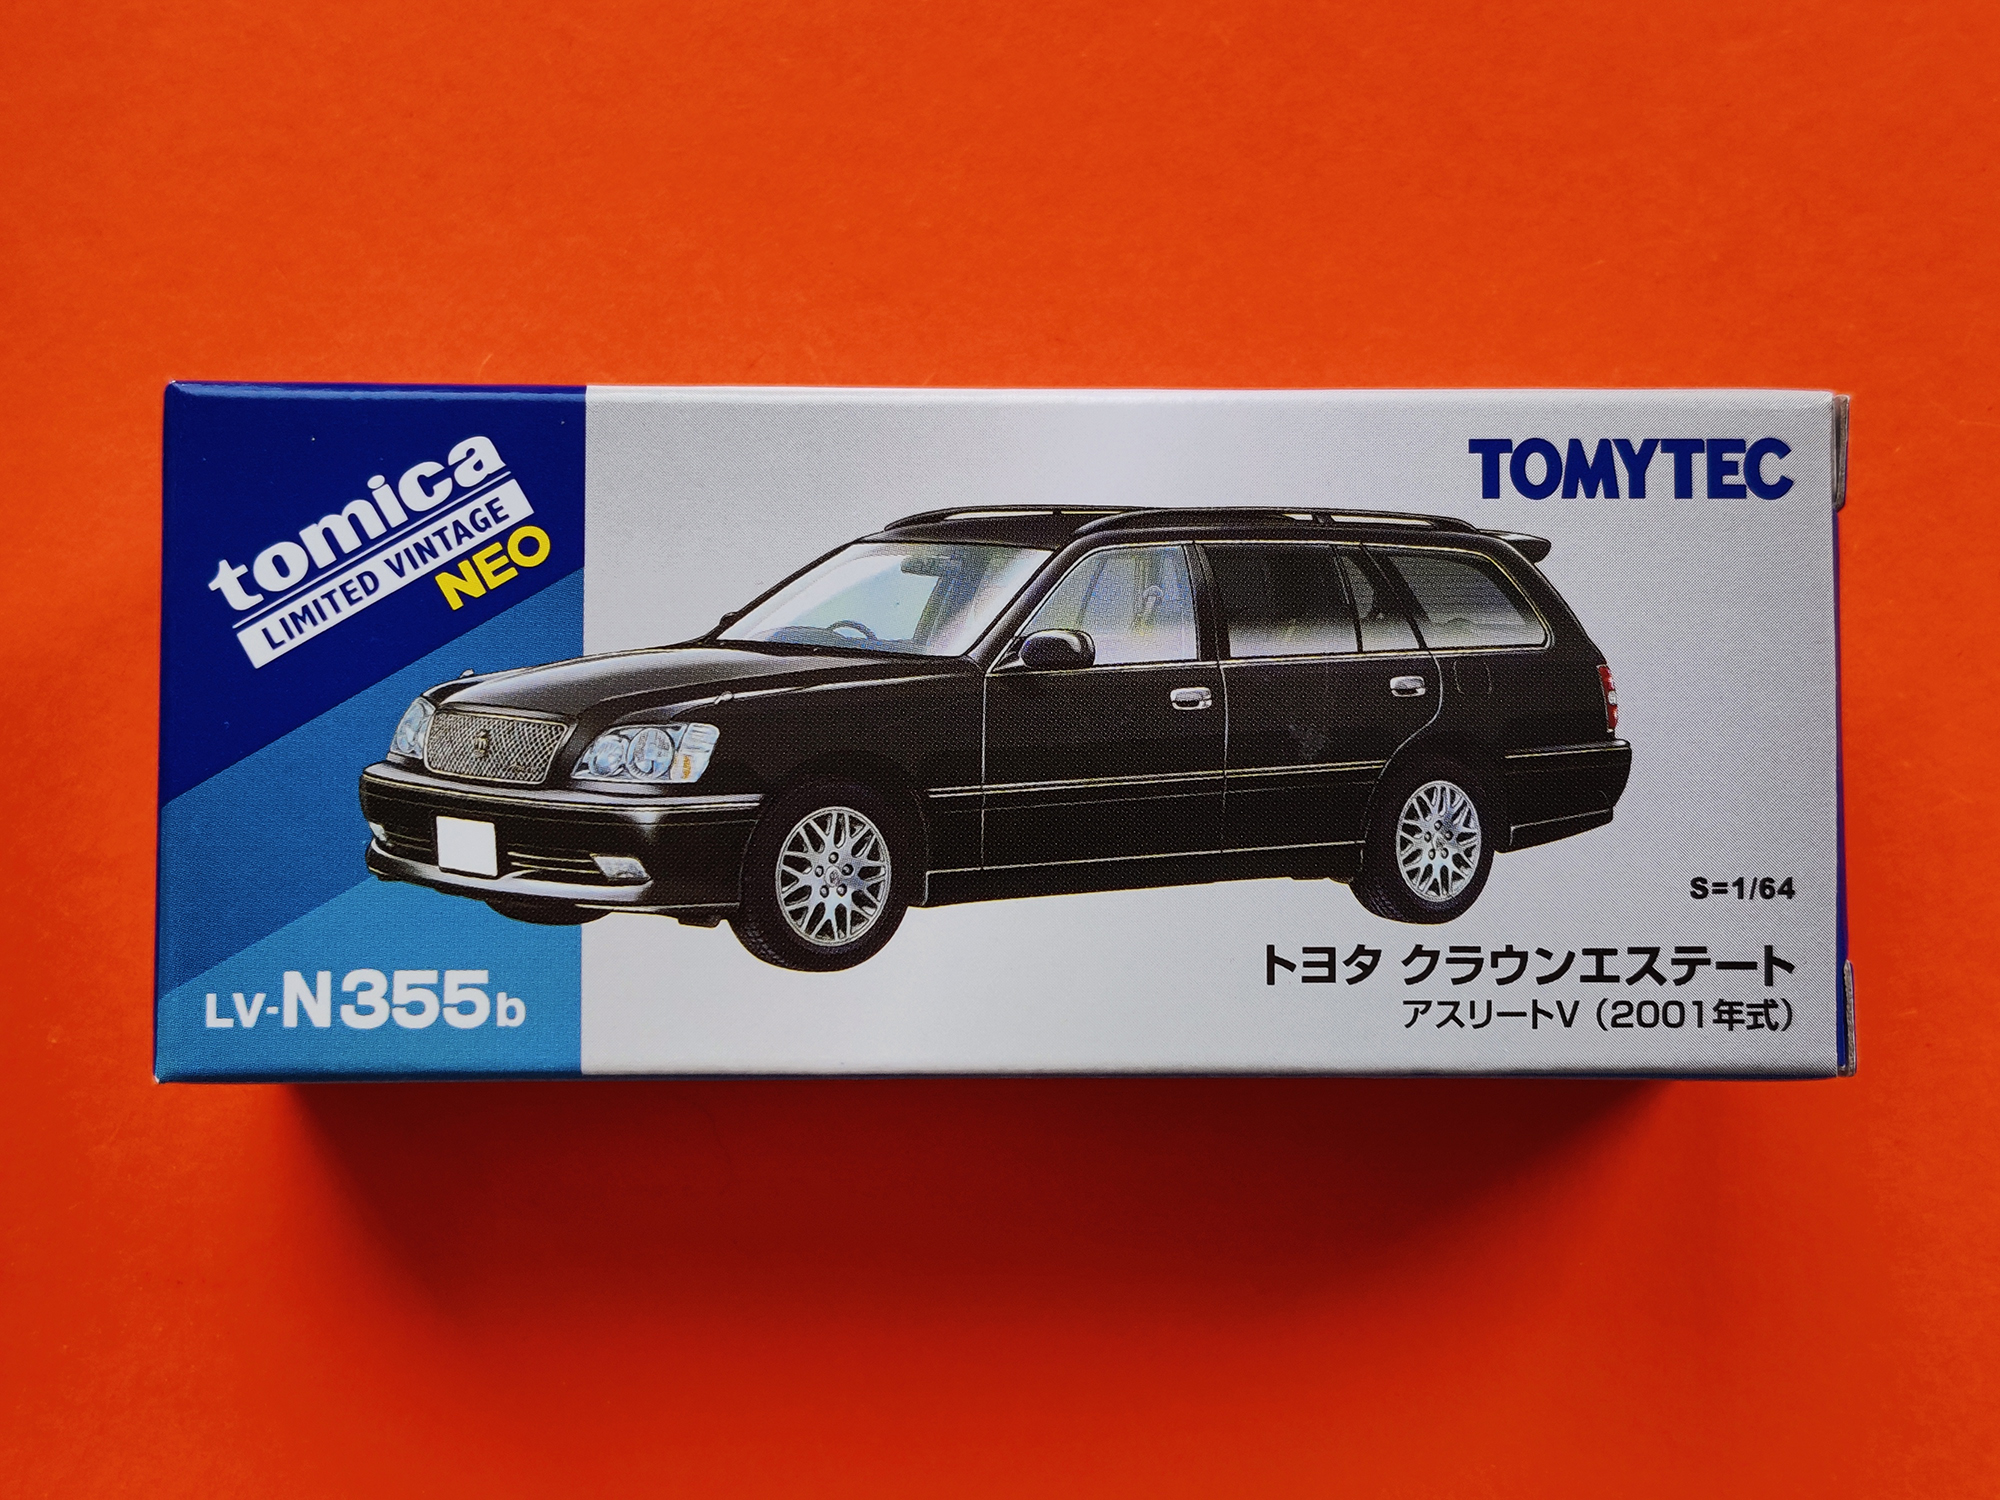 tomica
LIMITED VINTAGE
NEO
TOMYTEC
S=1/64
トヨタ クラウンエステート
アスリートV（2001年式）
LV-N355b